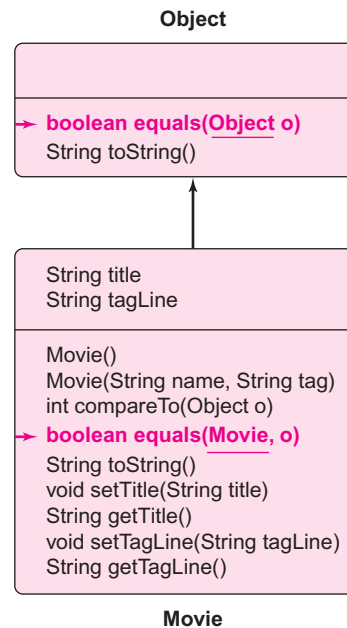 Object
boolean equals(Object o)
String toString()
String title
String tagLine
Movie()
Movie(String name, String tag)
int compareTo(Object o)
boolean equals(Movie, o)
String toString()
void setTitle(String title)
String getTitle()
void setTagLine(String tagLine)
String getTagLine()
Movie